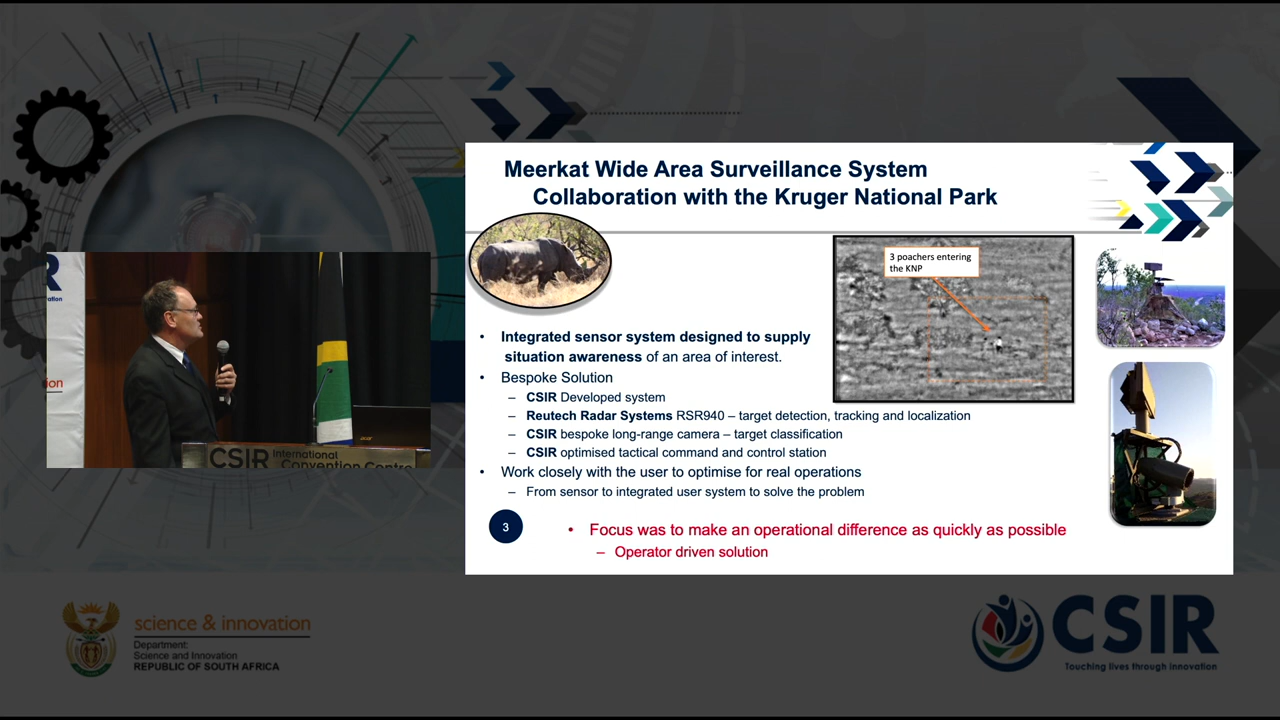 Meerkat Wide Area Surveillance System
Collaboration with the Kruger National Park
3 poachers entering
the KNP
• Integrated sensor system designed to supply
situation awareness of an area of interest.
• Bespoke Solution
– CSIR Developed system
– Reutech Radar Systems RSR940 – target detection, tracking and localization
– CSIR bespoke long-range camera – target classification
– CSIR optimised tactical command and control station
• Work closely with the user to optimise for real operations
– From sensor to integrated user system to solve the problem
3
• Focus was to make an operational difference as quickly as possible
– Operator driven solution
R
ation
ion
CSIR International
Convention Centre
science & innovation
Department:
Science and Innovation
REPUBLIC OF SOUTH AFRICA
CSIR
Touching lives through innovation